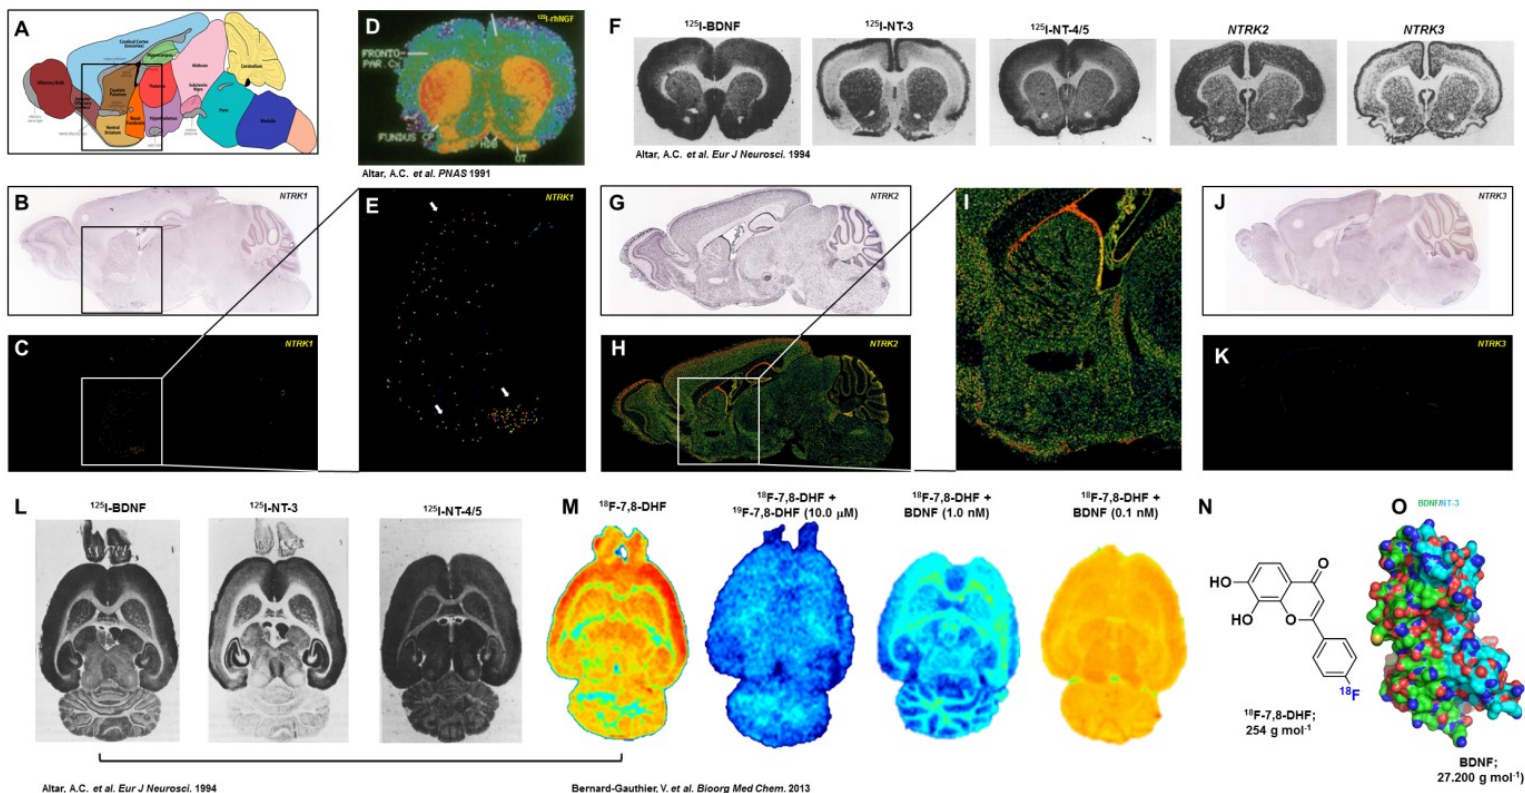 A
Cerebral Cortex
Olfactory Bulb
Caudate
Putamen
Ventral
Striatum
Basal
Forebrain
Thalamus
Hypothalamus
Midbrain
Substantia
Nigra
Cerebellum
Pons
Medulla
D
125I-rhNGF
FRONTO-
PAR. Cx
FUNDUS CP
HDB
OT
Altar, A.C. et al. PNAS 1991
F
125I-BDNF
125I-NT-3
125I-NT-4/5
NTRK2
NTRK3
Altar, A.C. et al. Eur J Neurosci. 1994
B
NTRK1
C
NTRK1
E
NTRK1
G
NTRK2
H
NTRK2
I
J
NTRK3
K
NTRK3
L
125I-BDNF
125I-NT-3
125I-NT-4/5
Altar, A.C. et al. Eur J Neurosci. 1994
M
18F-7,8-DHF
18F-7,8-DHF +
19F-7,8-DHF (10.0 μM)
18F-7,8-DHF +
BDNF (1.0 nM)
18F-7,8-DHF +
BDNF (0.1 nM)
Bernard-Gauthier, V. et al. Bioorg Med Chem. 2013
N
HO
HO
O
O
18F
18F-7,8-DHF;
254 g mol-1
O
BDNF/NT-3
BDNF;
27.200 g mol-1)